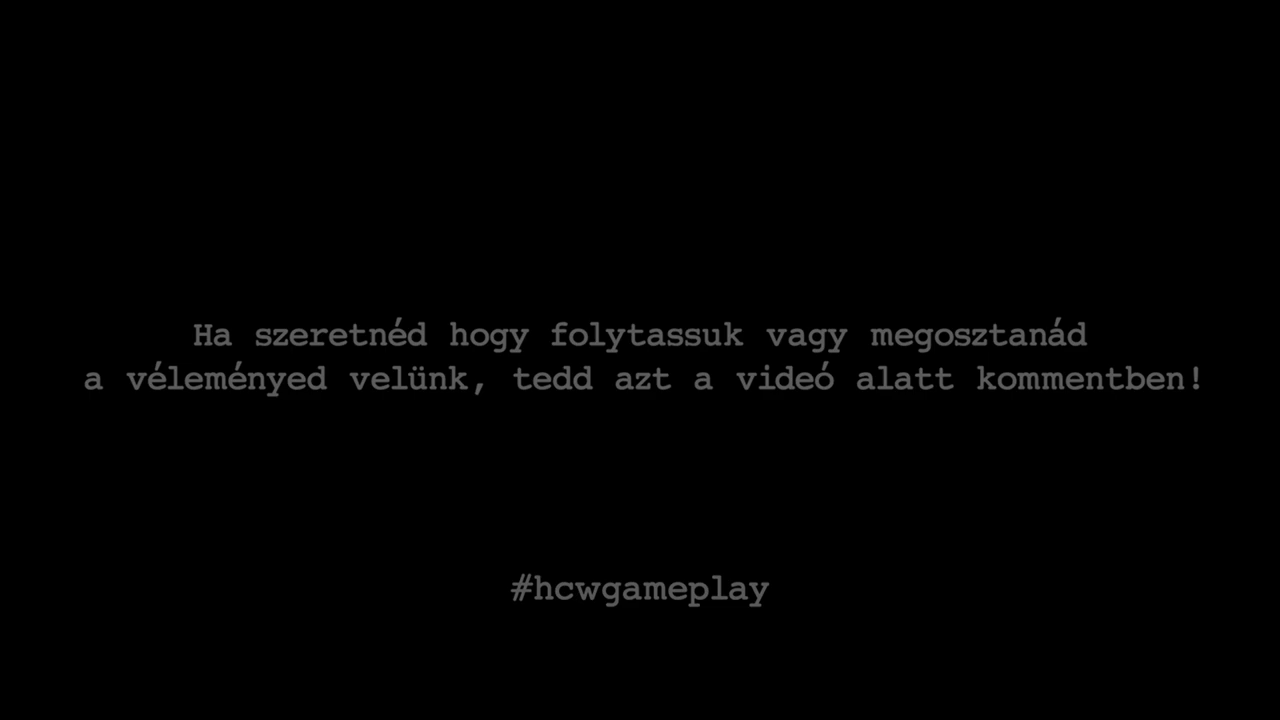 Ha szeretnéd hogy folytassuk vagy megosztanád
a véleményed velünk, tedd azt a videó alatt kommentben!
#hcwgameplay